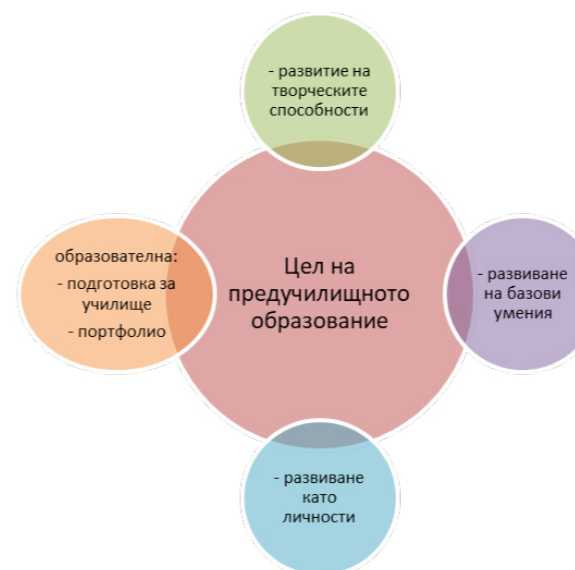 - развитие на
творческите
способности
образователна:
- подготовка за
училище
- портфолио
Цел на
предучилищното
образование
- развиване
на базови
умения
- развиване
като
личности